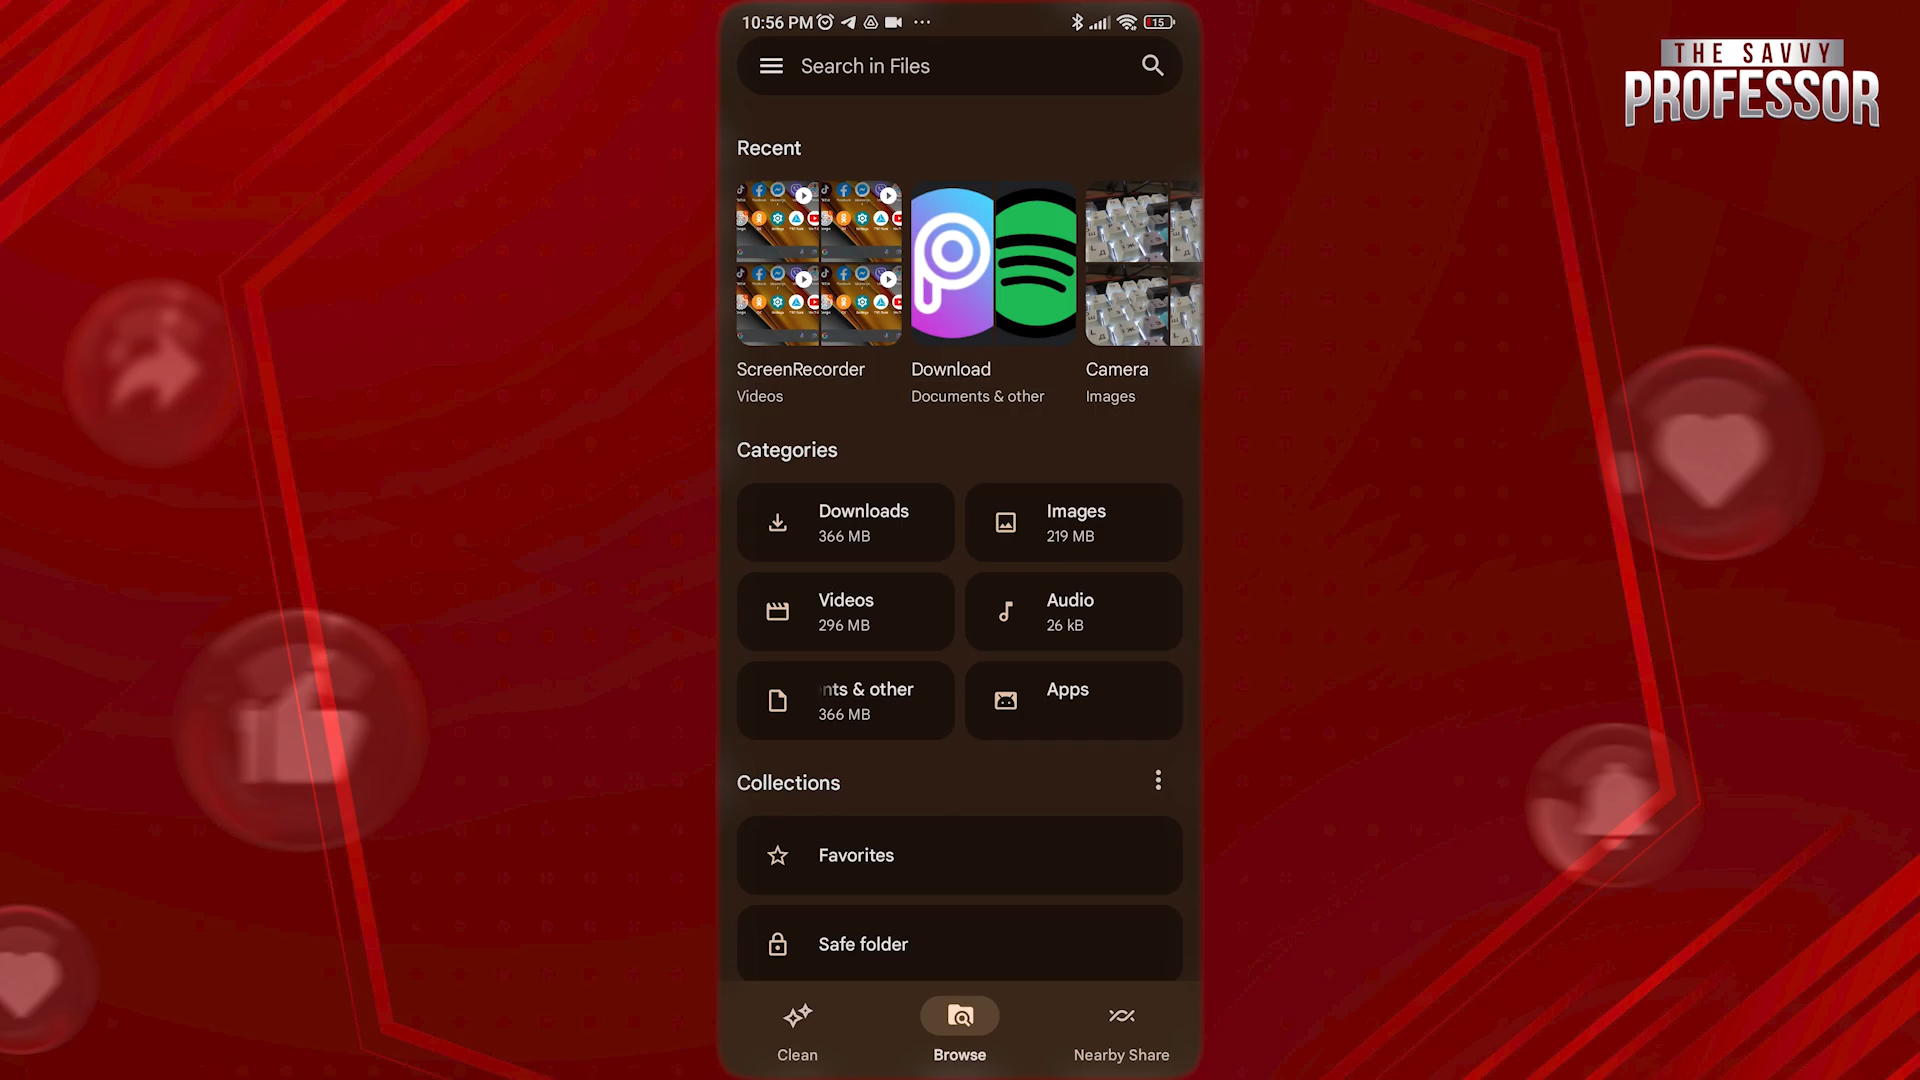 10:56 PM
15
Search in Files
THE SAVVY
PROFESSOR
Recent
ScreenRecorder
Videos
Download
Documents & other
Camera
Images
Categories
Downloads
366 MB
Images
219 MB
Videos
296 MB
Audio
26 kB
nts & other
366 MB
Apps
Collections
Favorites
Safe folder
Clean
Browse
Nearby Share